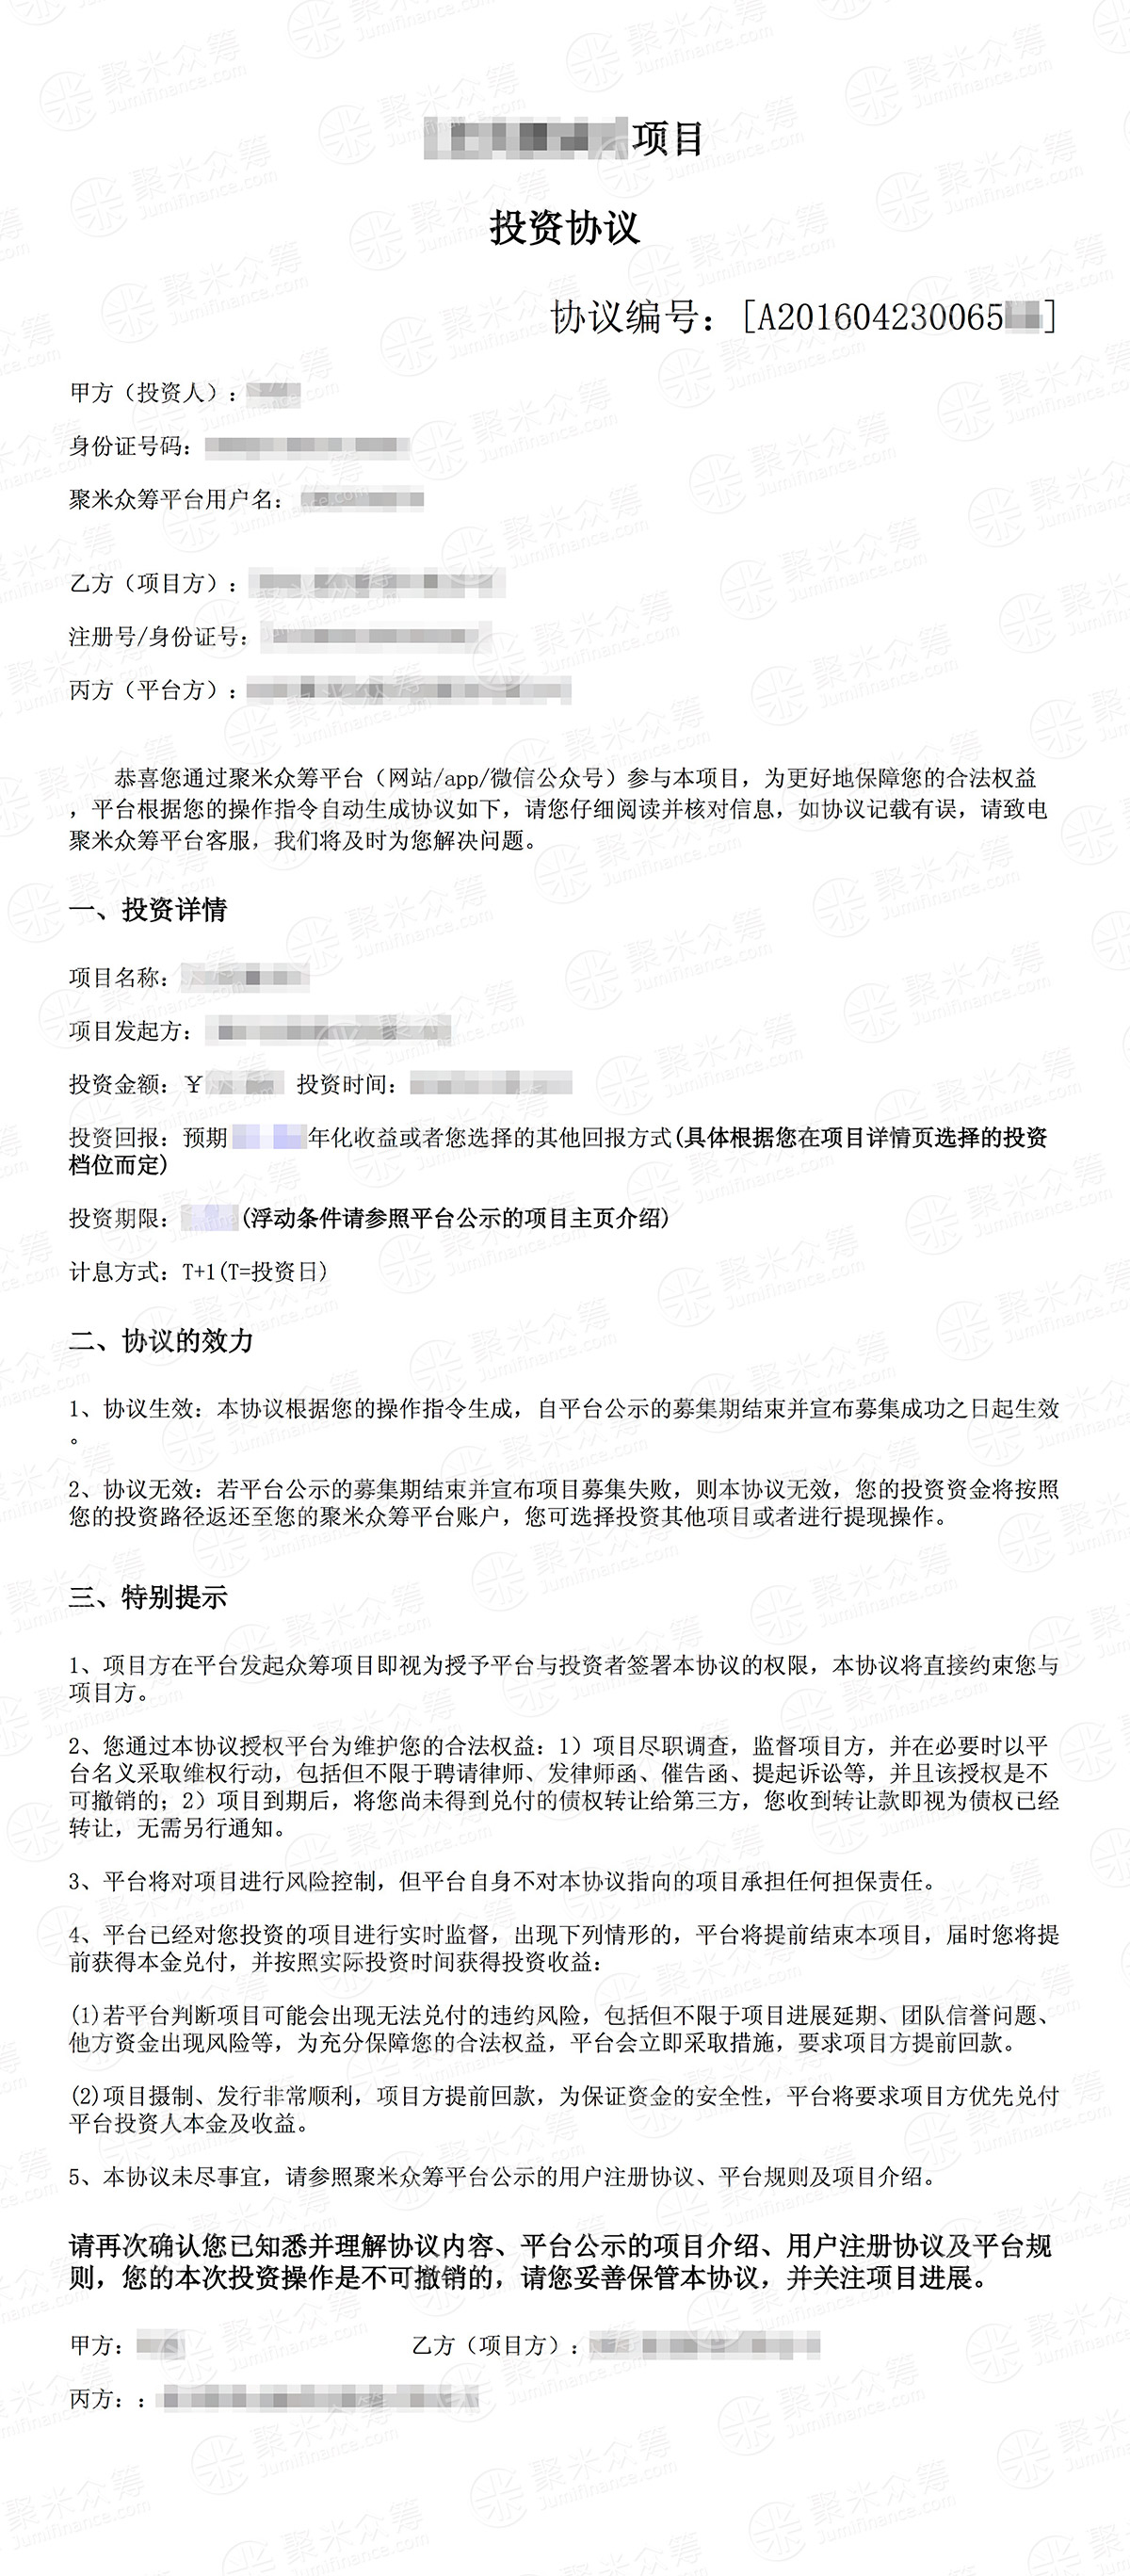 项目
投资协议
协议编号：[A201604230065
甲方（投资人）：
身份证号码：
聚米众筹平台用户名：
乙方（项目方）：
注册号/身份证号：
丙方（平台方）：
恭喜您通过聚米众筹平台（网站/app/微信公众号）参与本项目，为更好地保障您的合法权益
，平台根据您的操作指令自动生成协议如下，请您仔细阅读并核对信息，如协议记载有误，请致电
聚米众筹平台客服，我们将及时为您解决问题。
一、投资详情
项目名称：
项目发起方：
投资金额：￥ 投资时间：
投资回报：预期 年化收益或者您选择的其他回报方式(具体根据您在项目详情页选择的投资
档位而定)
投资期限： (浮动条件请参照平台公示的项目主页介绍)
计息方式：T+1(T=投资日)
二、协议的效力
1、协议生效：本协议根据您的操作指令生成，自平台公示的募集期结束并宣布募集成功之日起生效
。
2、协议无效：若平台公示的募集期结束并宣布项目募集失败，则本协议无效，您的投资资金将按照
您的投资路径返还至您的聚米众筹平台账户，您可选择投资其他项目或者进行提现操作。
三、特别提示
1、项目方在平台发起众筹项目即视为授予平台与投资者签署本协议的权限，本协议将直接约束您与
项目方。
2、您通过本协议授权平台为维护您的合法权益：1）项目尽职调查，监督项目方，并在必要时以平
台名义采取维权行动，包括但不限于聘请律师、发律师函、催告函、提起诉讼等，并且该授权是不
可撤销的；2）项目到期后，将您尚未得到兑付的债权转让给第三方，您收到转让款即视为债权已经
转让，无需另行通知。
3、平台将对项目进行风险控制，但平台自身不对本协议指向的项目承担任何担保责任。
4、平台已经对您投资的项目进行实时监督，出现下列情形的，平台将提前结束本项目，届时您将提
前获得本金兑付，并按照实际投资时间获得投资收益：
(1)若平台判断项目可能会出现无法兑付的违约风险，包括但不限于项目进展延期、团队信誉问题、
他方资金出现风险等，为充分保障您的合法权益，平台会立即采取措施，要求项目方提前回款。
(2)项目摄制、发行非常顺利，项目方提前回款，为保证资金的安全性，平台将要求项目方优先兑付
平台投资人本金及收益。
5、本协议未尽事宜，请参照聚米众筹平台公示的用户注册协议、平台规则及项目介绍。
请再次确认您已知悉并理解协议内容、平台公示的项目介绍、用户注册协议及平台规
则，您的本次投资操作是不可撤销的，请您妥善保管本协议，并关注项目进展。
甲方： 乙方（项目方）：
丙方：：
聚米众筹
Jumifinance.com